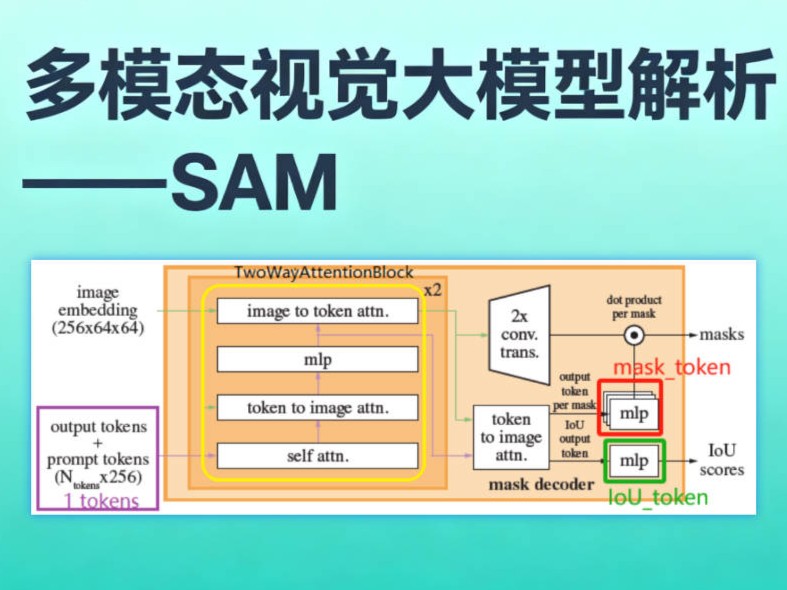 多模态视觉大模型解析
——SAM
TwoWayAttentionBlock
x2
image
embedding
(256x64x64)
image to token attn.
mlp
token to image attn.
self attn.
output tokens
+
prompt tokens
(Ntokensx256)
1 tokens
2x
conv.
trans.
token
to image
attn.
mask decoder
dot product
per mask
masks
mask_token
output
token
per mask
mlp
IoU
output
token
mlp
IoU
scores
IoU_token